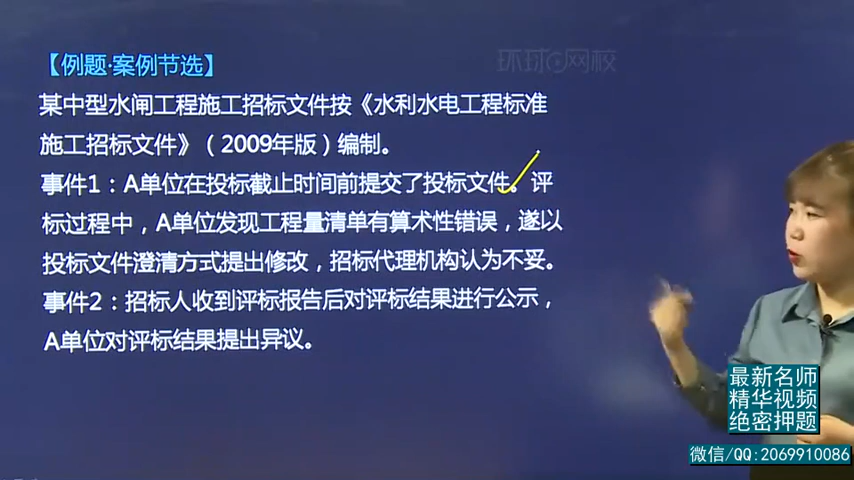 环球网校
【例题·案例节选】
某中型水闸工程施工招标文件按《水利水电工程标准
施工招标文件》（2009年版）编制。
事件1：A单位在投标截止时间前提交了投标文件。评
标过程中，A单位发现工程量清单有算术性错误，遂以
投标文件澄清方式提出修改，招标代理机构认为不妥。
事件2：招标人收到评标报告后对评标结果进行公示，
A单位对评标结果提出异议。
最新名师
精华视频
绝密押题
微信/QQ:2069910086